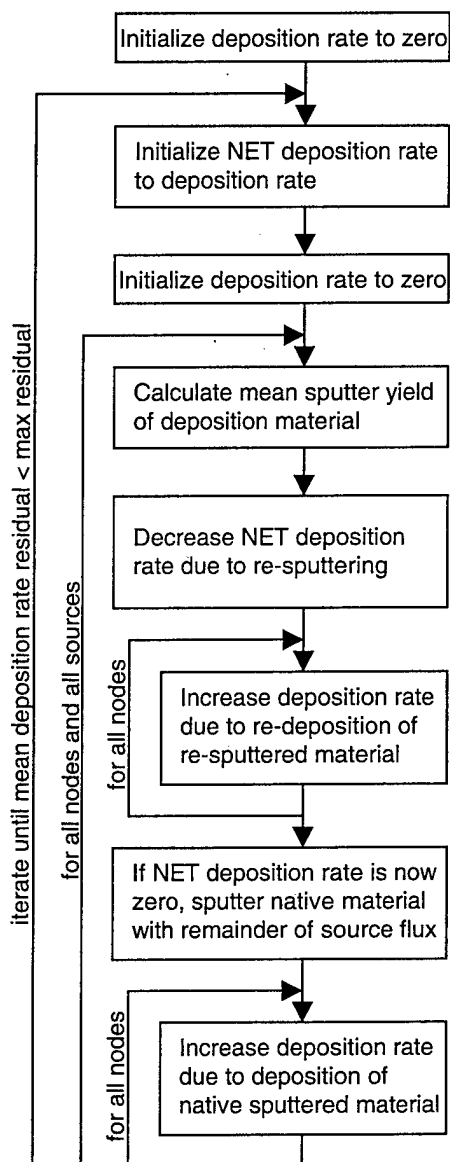 Initialize deposition rate to zero
Initialize NET deposition rate
to deposition rate
Initialize deposition rate to zero
Calculate mean sputter yield
of deposition material
Decrease NET deposition
rate due to re-sputtering
Increase deposition rate
due to re-deposition of
re-sputtered material
for all nodes
If NET deposition rate is now
zero, sputter native material
with remainder of source flux
Increase deposition rate
due to deposition of
native sputtered material
for all nodes
for all nodes and all sources
iterate until mean deposition rate residual < max residual